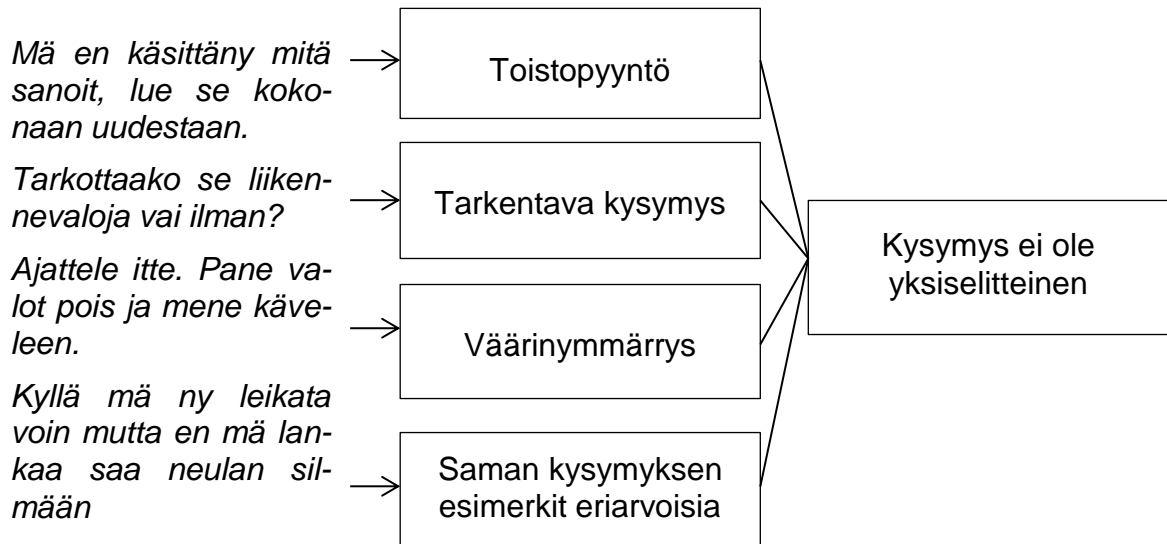 Mä en käsittäny mitä
sanoit, lue se koko-
naan uudestaan.
Toistopyyntö
Tarkottaako se liiken-
nevaloja vai ilman?
Tarkentava kysymys
Ajattele itte. Pane va-
lot pois ja mene käve-
leen.
Väärinymmärrys
Kyllä mä ny leikata
voin mutta en mä lan-
kaa saa neulan sil-
mään
Saman kysymyksen
esimerkit eriarvoisia
Kysymys ei ole
yksiselitteinen